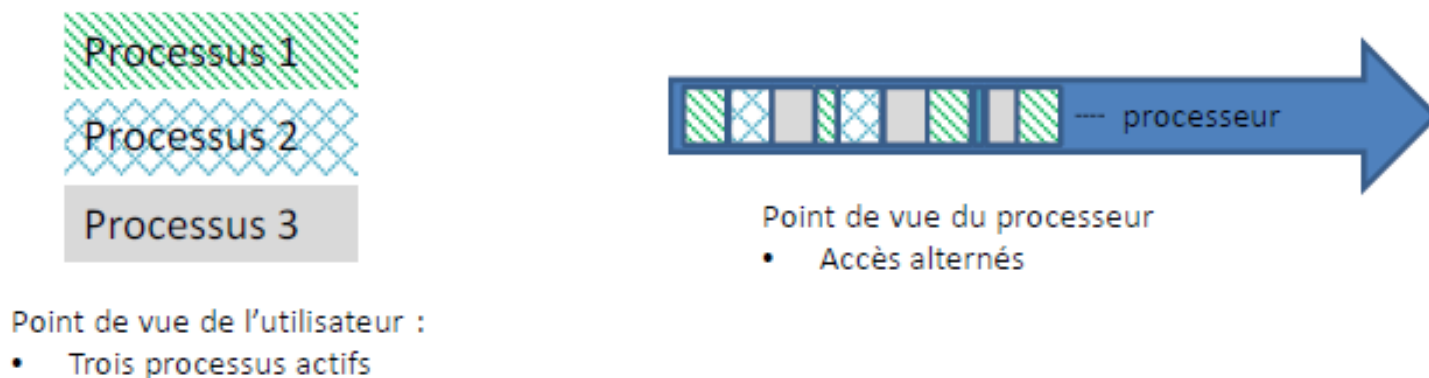 Processus 1
Processus 2
Processus 3
Point de vue de l'utilisateur :
• Trois processus actifs
---- processeur
Point de vue du processeur
• Accès alternés